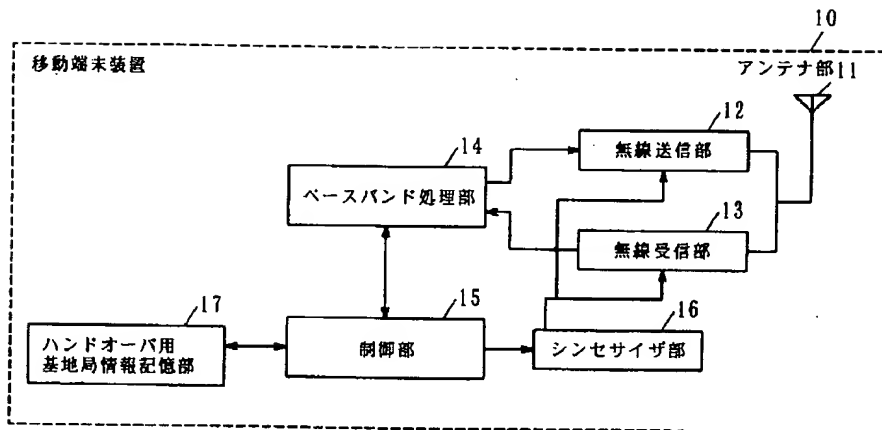 10
移動端末装置
アンテナ部11
12
無線送信部
14
ベースバンド処理部
13
無線受信部
15
制御部
16
シンセサイザ部
17
ハンドオーバ用
基地局情報記憶部